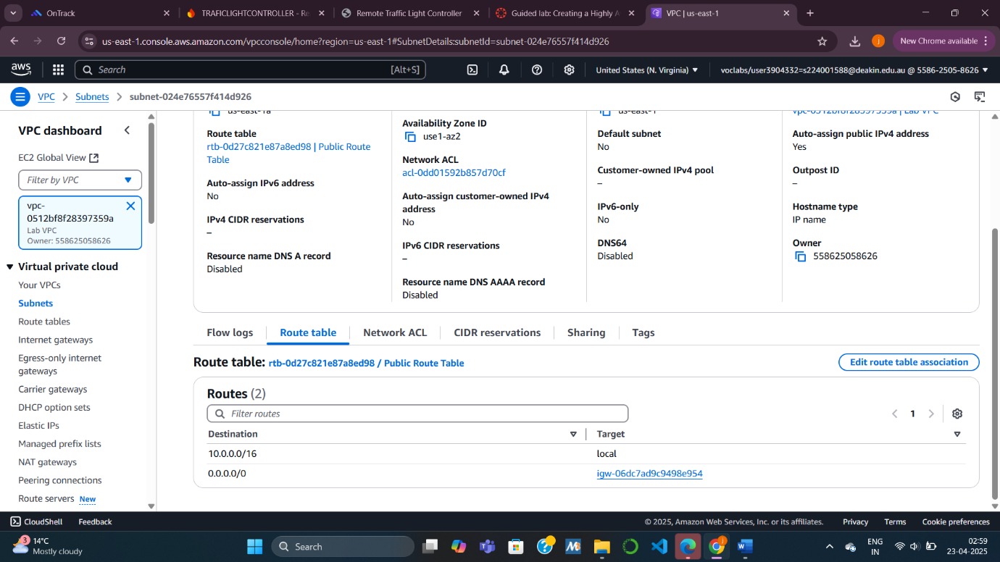 OnTrack
TRAFICLIGHTCONTROLLER - Re
Remote Traffic Light Controller
Guided lab: Creating a Highly A
VPC | us-east-1
us-east-1.console.aws.amazon.com/vpcconsole/home?region=us-east-1#SubnetDetails:subnetId=subnet-024e76557f414d926
j
New Chrome available
aws
Search
[Alt+S]
United States (N. Virginia)
voclabs/user3904332=s224001588@deakin.edu.au @ 5586-2505-8626
VPC
Subnets
subnet-024e76557f414d926
VPC dashboard
EC2 Global View
Filter by VPC
vpc-
0512bf8f28397359a
Lab VPC
Owner: 558625058626
Virtual private cloud
Your VPCs
Subnets
Route tables
Internet gateways
Egress-only internet
gateways
Carrier gateways
DHCP option sets
Elastic IPs
Managed prefix lists
NAT gateways
Peering connections
Route servers New
us-east-1a
Route table
rtb-0d27c821e87a8ed98 | Public Route
Table
Auto-assign IPv6 address
No
IPv4 CIDR reservations
–
Resource name DNS A record
Disabled
Availability Zone ID
use1-az2
Network ACL
acl-0dd01592b857d70cf
Auto-assign customer-owned IPv4
address
No
IPv6 CIDR reservations
–
Resource name DNS AAAA record
Disabled
us-east-1
Default subnet
No
Customer-owned IPv4 pool
–
IPv6-only
No
DNS64
Disabled
vpc-0512bf8f28397359a | Lab VPC
Auto-assign public IPv4 address
Yes
Outpost ID
–
Hostname type
IP name
Owner
558625058626
Flow logs
Route table
Network ACL
CIDR reservations
Sharing
Tags
Route table: rtb-0d27c821e87a8ed98 / Public Route Table
Edit route table association
Routes (2)
Filter routes
1
Destination
Target
10.0.0.0/16
local
0.0.0.0/0
igw-06dc7ad9c9498e954
CloudShell
Feedback
© 2025, Amazon Web Services, Inc. or its affiliates.
Privacy
Terms
Cookie preferences
3
14°C
Mostly cloudy
Search
ENG
IN
02:59
23-04-2025